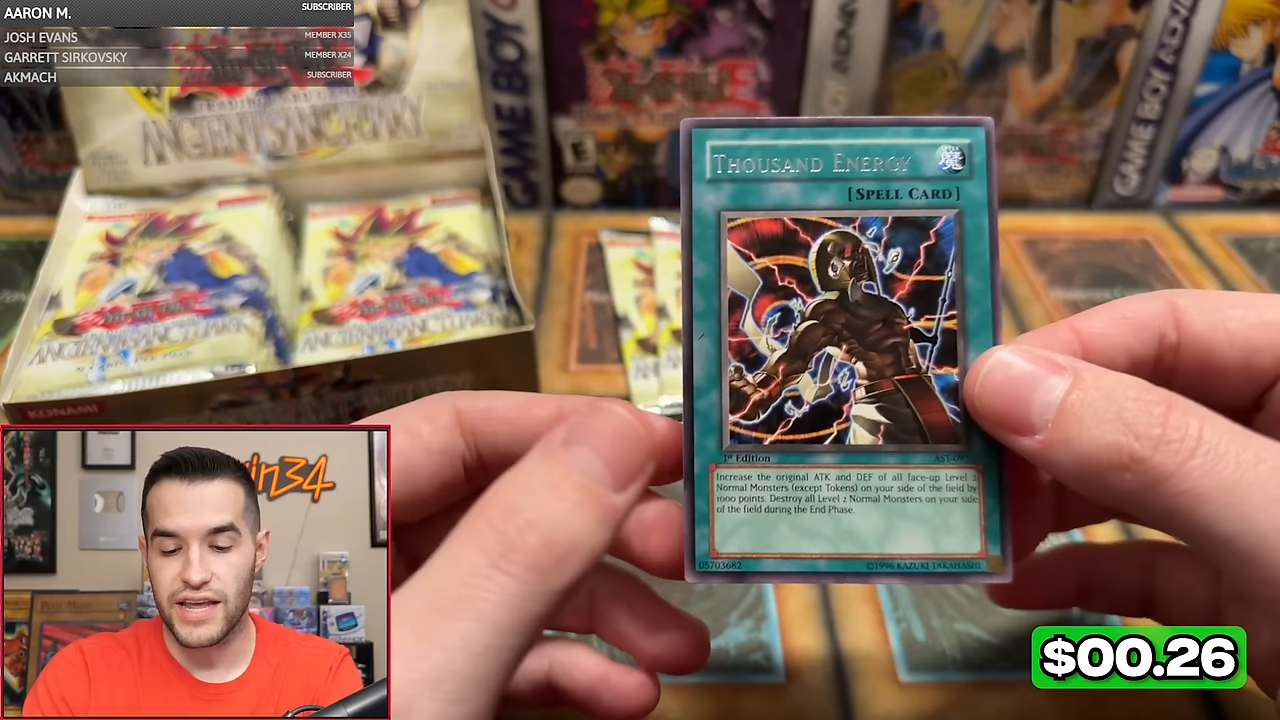 AARON M. SUBSCRIBER
JOSH EVANS MEMBER X35
GARRETT SIRKOVSKY MEMBER X24
AKMACH SUBSCRIBER
ANCIENT SANCTUARY
GAME BOY
GAME BOY ADV
E
ANCIENT SANCTUARY
ANCIENT SANCTUARY
KONAMI
THOUSAND ENERGY
SPELL
魔
[SPELL CARD]
1st Edition
Increase the original ATK and DEF of all face-up Level 2
Normal Monsters (except Tokens) on your side of the field by
1000 points. Destroy all Level 2 Normal Monsters on your side
of the field during the End Phase.
05703682 ©1996 KAZUKI TAKAHASHI
$00.26